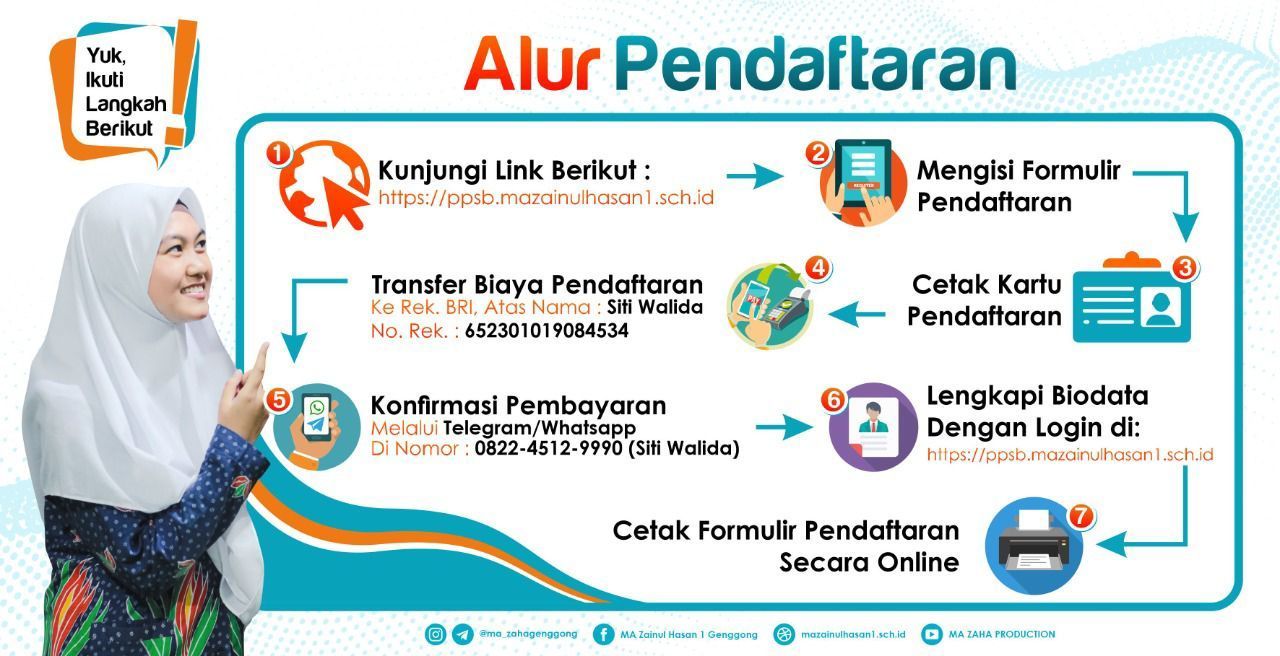 Yuk,
Ikuti
Langkah
Berikut
!
Alur Pendaftaran
1
Kunjungi Link Berikut :
https://ppsb.mazainulhasan1.sch.id
2
REGISTER
Mengisi Formulir
Pendaftaran
3
Cetak Kartu
Pendaftaran
4
PAY
Transfer Biaya Pendaftaran
Ke Rek. BRI, Atas Nama : Siti Walida
No. Rek. : 652301019084534
5
Konfirmasi Pembayaran
Melalui Telegram/Whatsapp
Di Nomor : 0822-4512-9990 (Siti Walida)
6
Lengkapi Biodata
Dengan Login di:
https://ppsb.mazainulhasan1.sch.id
7
Cetak Formulir Pendaftaran
Secara Online
@ma_zahagenggong MA Zainul Hasan 1 Genggong mazainulhasan1.sch.id MA ZAHA PRODUCTION